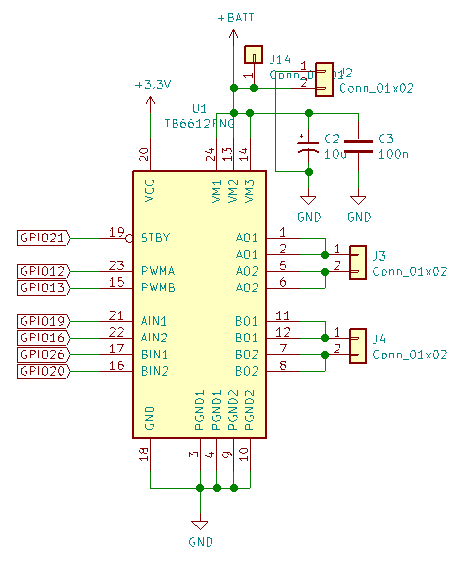 +BATT
J14
Conn_01x01
1
1
J2
2
Conn_01x02
+3.3V
U1
TB6612FNG
C2
10u
C3
100n
20
24
13
14
VCC
VM1
VM2
VM3
GND
GND
GPIO21
19
STBY
AO1
1
AO1
2
GPIO12
23
PWMA
AO2
5
GPIO13
15
PWMB
AO2
6
1
J3
2
Conn_01x02
GPIO19
21
AIN1
BO1
11
GPIO16
22
AIN2
BO1
12
GPIO26
17
BIN1
BO2
7
GPIO20
16
BIN2
BO2
8
1
J4
2
Conn_01x02
GND
PGND1
PGND1
PGND2
PGND2
18
3
4
9
10
GND